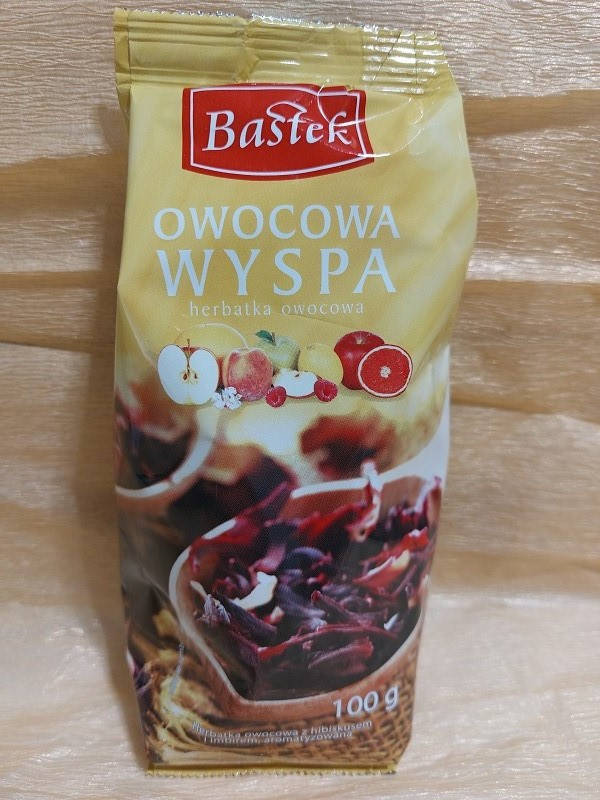 Bastek
OWOCOWA
WYSPA
herbatka owocowa
100 g
Herbatka owocowa z hibiskusem
i imbirem, aromatyzowana